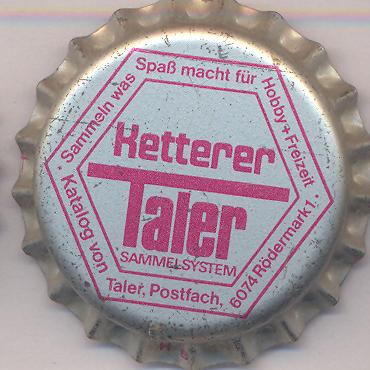 · Sammeln was Spaß macht für Hobby + Freizeit ·
Ketterer
Taler
SAMMELSYSTEM
Katalog von Taler, Postfach, 6074 Rödermark 1 ·